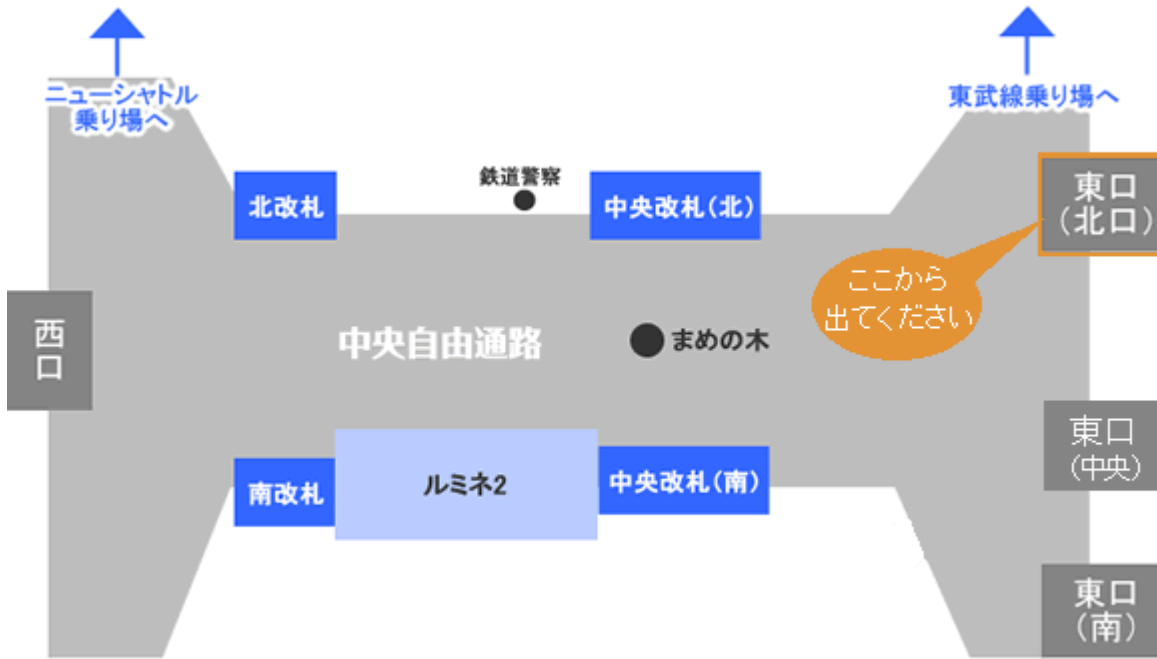 ニューシャトル
乗り場へ
東武線乗り場へ
北改札
鉄道警察
中央改札(北)
東口
(北口)
ここから
出てください
西
口
中央自由通路
まめの木
東口
(中央)
南改札
ルミネ2
中央改札(南)
東口
(南)